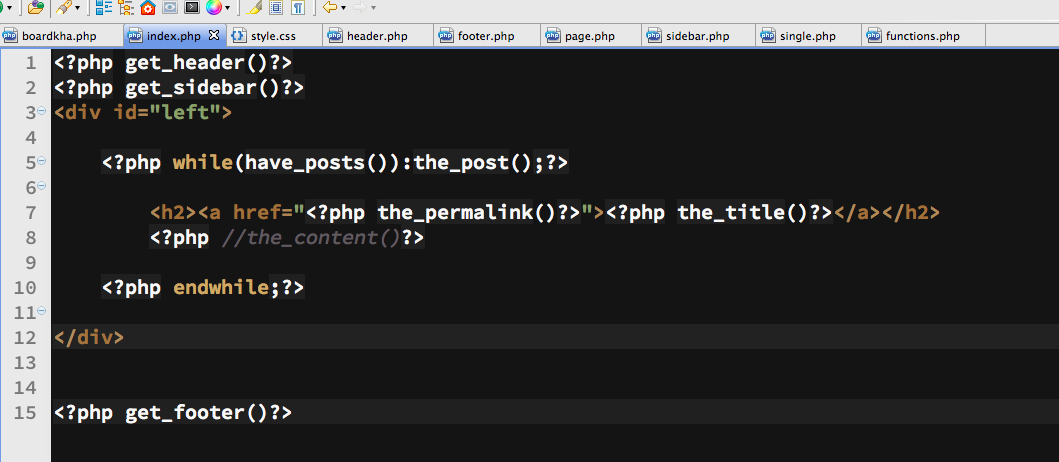 boardkha.php index.php style.css header.php footer.php page.php sidebar.php single.php functions.php
1 <?php get_header()?>
2 <?php get_sidebar()?>
3 <div id="left">
4
5 <?php while(have_posts()):the_post();?>
6
7 <h2><a href="<?php the_permalink()?>"><?php the_title()?></a></h2>
8 <?php //the_content()?>
9
10 <?php endwhile;?>
11
12 </div>
13
14
15 <?php get_footer()?>